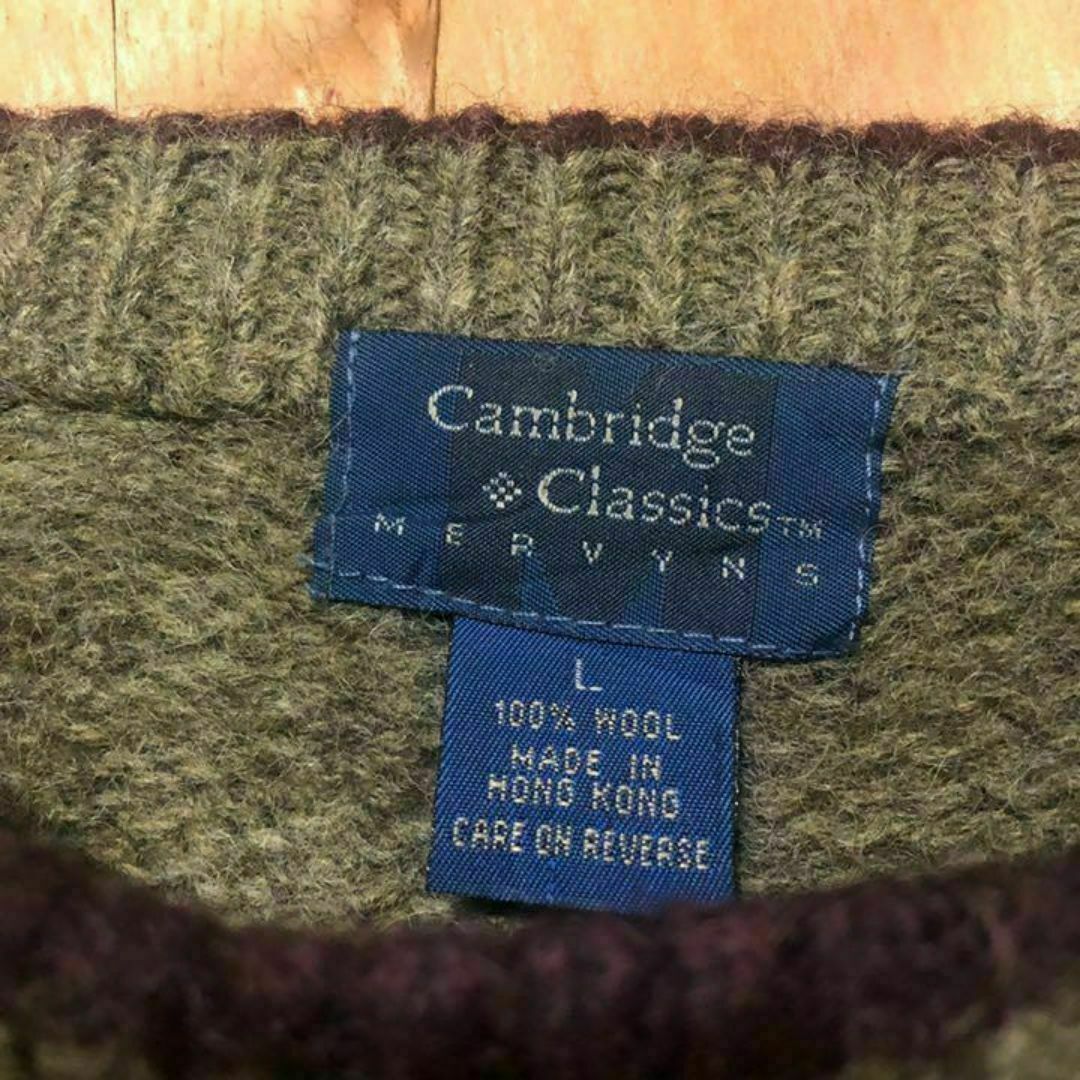 Cambridge
Classics™
MERVYNS
L
100% WOOL
MADE IN
HONG KONG
CARE ON REVERSE